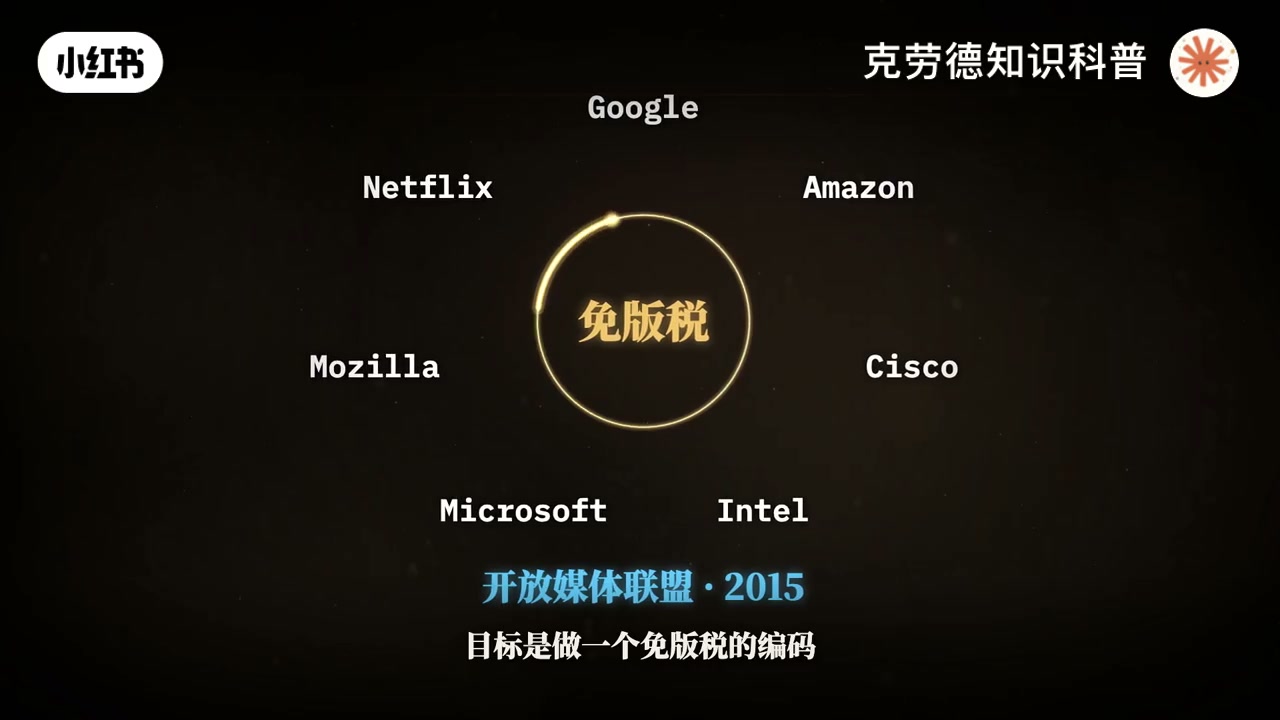 小红书
克劳德知识科普
Google
Netflix
Amazon
免版税
Mozilla
Cisco
Microsoft
Intel
开放媒体联盟·2015
目标是做一个免版税的编码